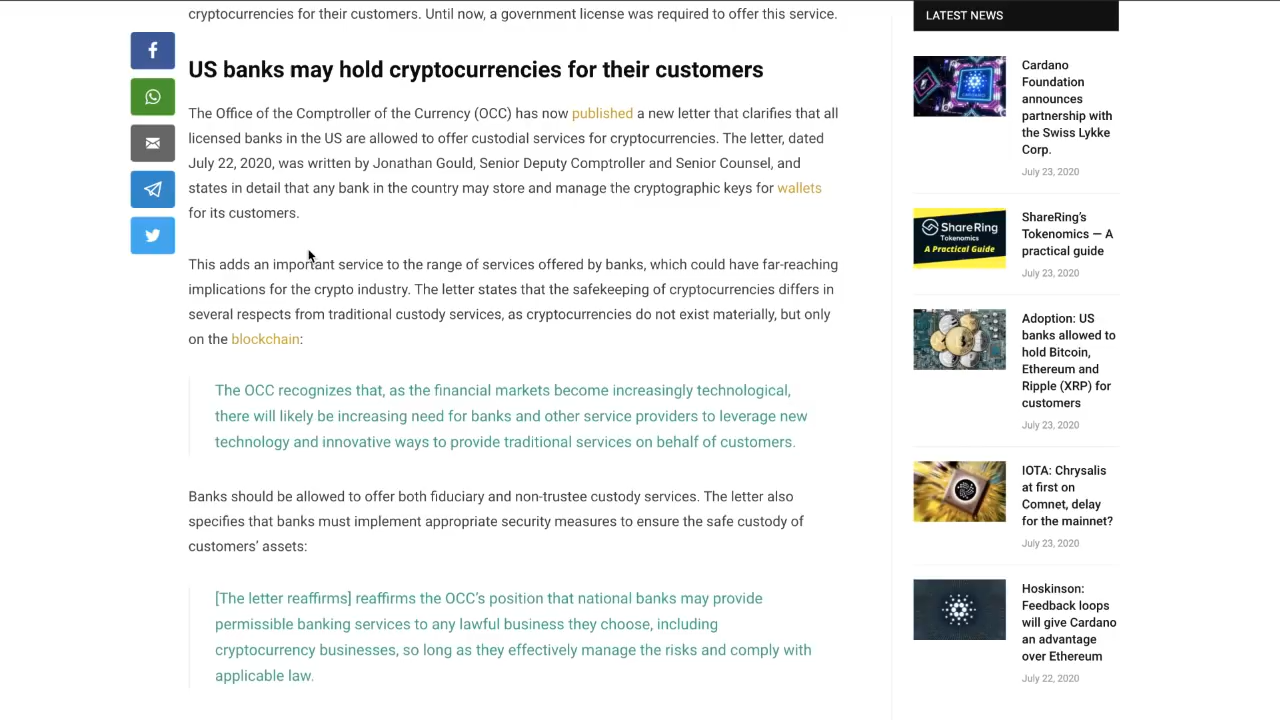 cryptocurrencies for their customers. Until now, a government license was required to offer this service.
US banks may hold cryptocurrencies for their customers
The Office of the Comptroller of the Currency (OCC) has now published a new letter that clarifies that all
licensed banks in the US are allowed to offer custodial services for cryptocurrencies. The letter, dated
July 22, 2020, was written by Jonathan Gould, Senior Deputy Comptroller and Senior Counsel, and
states in detail that any bank in the country may store and manage the cryptographic keys for wallets
for its customers.
This adds an important service to the range of services offered by banks, which could have far-reaching
implications for the crypto industry. The letter states that the safekeeping of cryptocurrencies differs in
several respects from traditional custody services, as cryptocurrencies do not exist materially, but only
on the blockchain:
The OCC recognizes that, as the financial markets become increasingly technological,
there will likely be increasing need for banks and other service providers to leverage new
technology and innovative ways to provide traditional services on behalf of customers.
Banks should be allowed to offer both fiduciary and non-trustee custody services. The letter also
specifies that banks must implement appropriate security measures to ensure the safe custody of
customers’ assets:
[The letter reaffirms] reaffirms the OCC’s position that national banks may provide
permissible banking services to any lawful business they choose, including
cryptocurrency businesses, so long as they effectively manage the risks and comply with
applicable law.
LATEST NEWS
Cardano
Foundation
announces
partnership with
the Swiss Lykke
Corp.
July 23, 2020
ShareRing
Tokenomics
A Practical Guide
ShareRing’s
Tokenomics — A
practical guide
July 23, 2020
Adoption: US
banks allowed to
hold Bitcoin,
Ethereum and
Ripple (XRP) for
customers
July 23, 2020
IOTA: Chrysalis
at first on
Comnet, delay
for the mainnet?
July 23, 2020
Hoskinson:
Feedback loops
will give Cardano
an advantage
over Ethereum
July 22, 2020